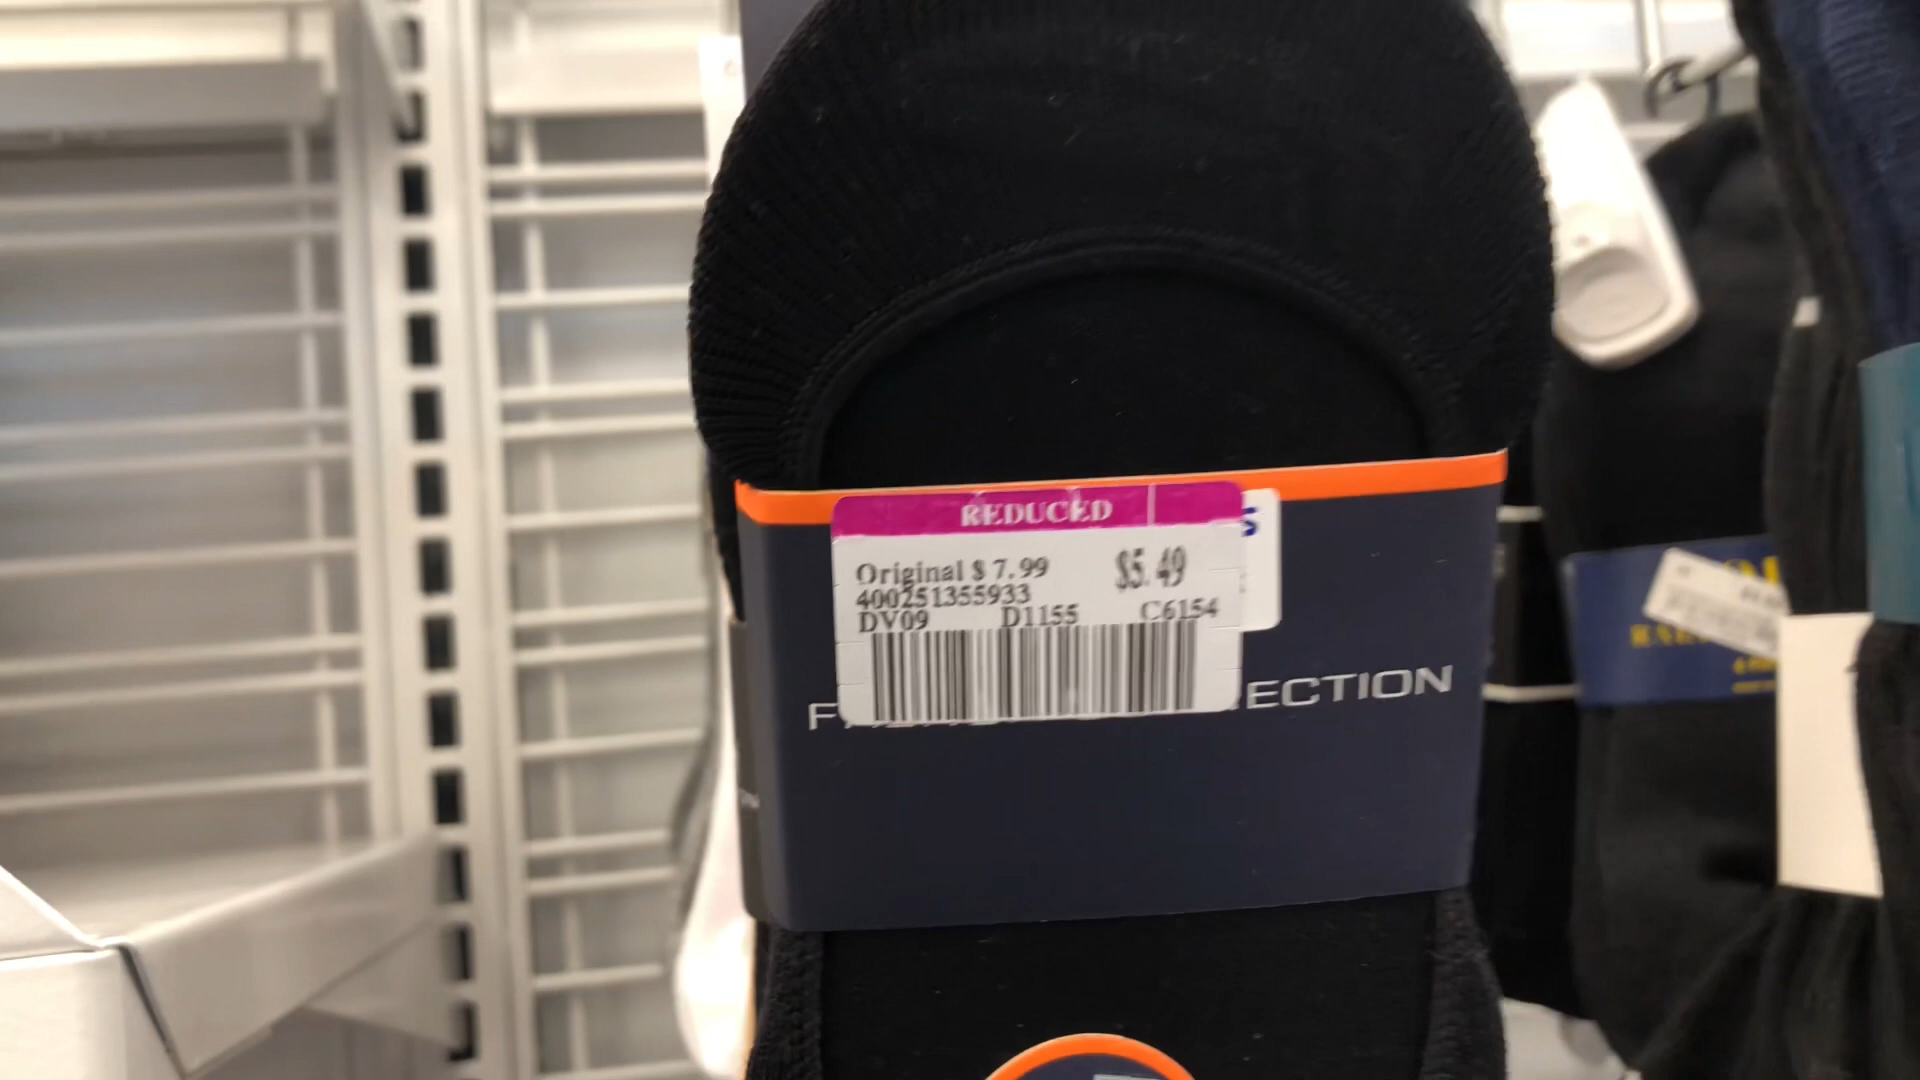 REDUCED
Original $ 7.99 $5.49
400251355933
DV09 D1155 C6154
ECTION